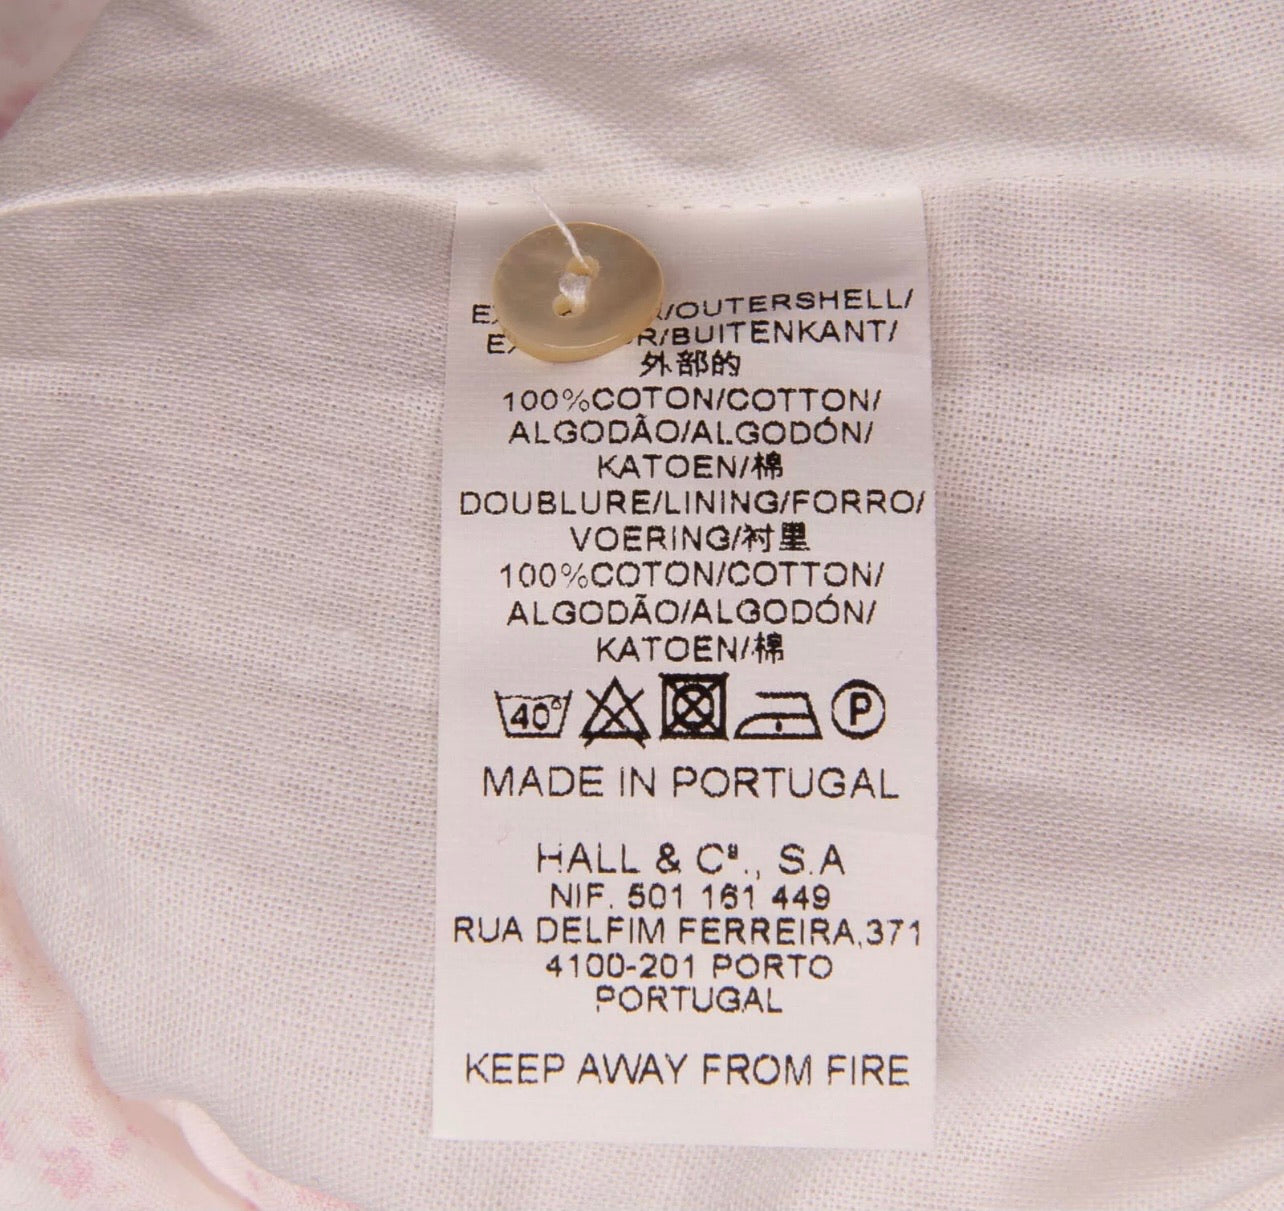 /OUTERSHELL/
/BUITENKANT/
外部的
100%COTON/COTTON/
ALGODÃO/ALGODÓN/
KATOEN/棉
DOUBLURE/LINING/FORRO/
VOERING/衬里
100%COTON/COTTON/
ALGODÃO/ALGODÓN/
KATOEN/棉
40° P
MADE IN PORTUGAL
HALL & Cª., S.A
NIF. 501 161 449
RUA DELFIM FERREIRA,371
4100-201 PORTO
PORTUGAL
KEEP AWAY FROM FIRE